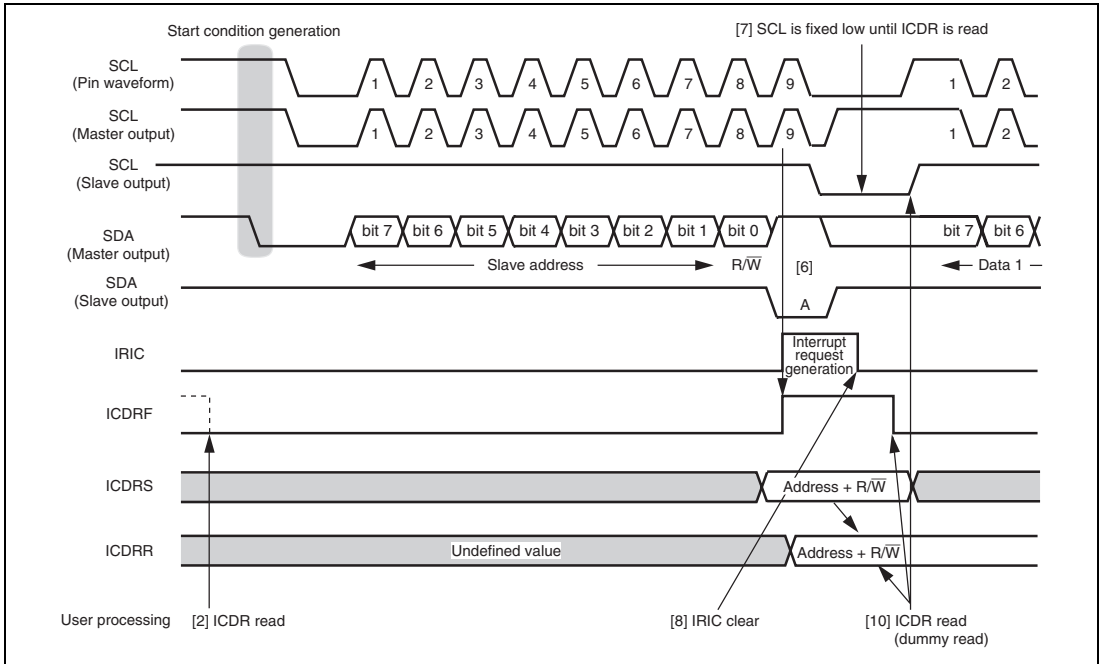 Start condition generation
[7] SCL is fixed low until ICDR is read
SCL
(Pin waveform)
1 2 3 4 5 6 7 8 9 1 2
SCL
(Master output)
1 2 3 4 5 6 7 8 9 1 2
SCL
(Slave output)
SDA
(Master output)
bit 7 bit 6 bit 5 bit 4 bit 3 bit 2 bit 1 bit 0 bit 7 bit 6
Slave address R/W̅ [6] Data 1
SDA
(Slave output)
A
IRIC
Interrupt
request
generation
ICDRF
ICDRS
Address + R/W̅
ICDRR
Undefined value
Address + R/W̅
User processing
[2] ICDR read
[8] IRIC clear
[10] ICDR read
(dummy read)